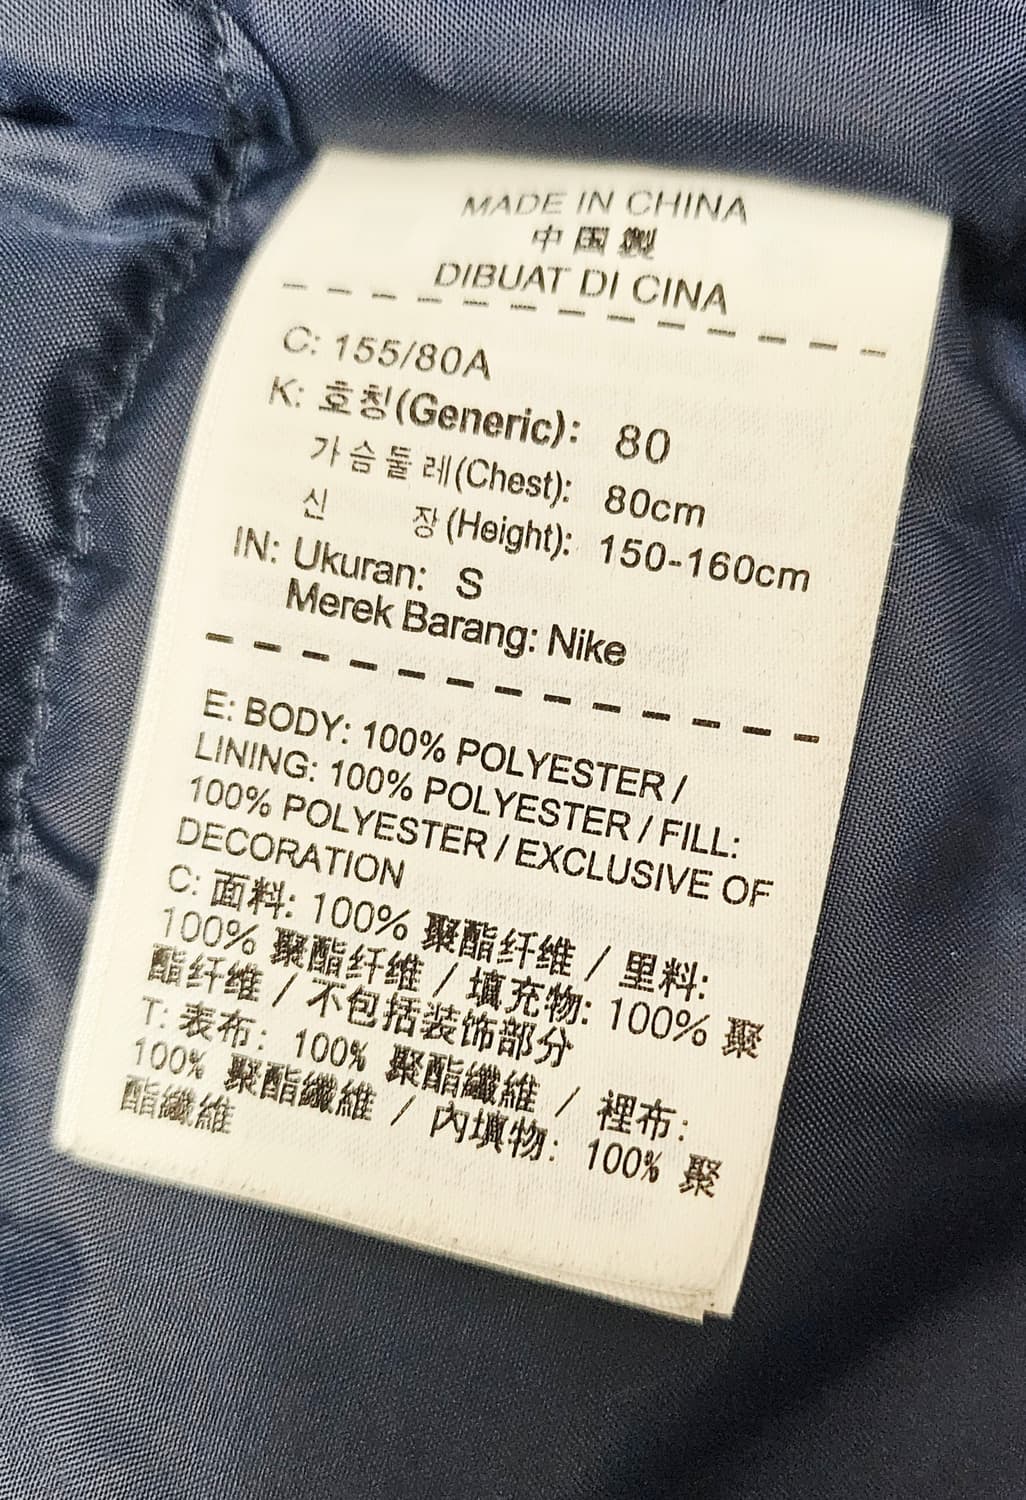 MADE IN CHINA
中国製
DIBUAT DI CINA
C: 155/80A
K: 호칭(Generic): 80
가슴둘레(Chest): 80cm
신 장(Height): 150-160cm
IN: Ukuran: S
Merek Barang: Nike
E: BODY: 100% POLYESTER /
LINING: 100% POLYESTER / FILL:
100% POLYESTER / EXCLUSIVE OF
DECORATION
C: 面料: 100% 聚酯纤维 / 里料:
100% 聚酯纤维 / 填充物: 100% 聚
酯纤维 / 不包括装饰部分
T: 表布: 100% 聚酯纖維 / 裡布:
100% 聚酯纖維 / 內填物: 100% 聚
酯纖維